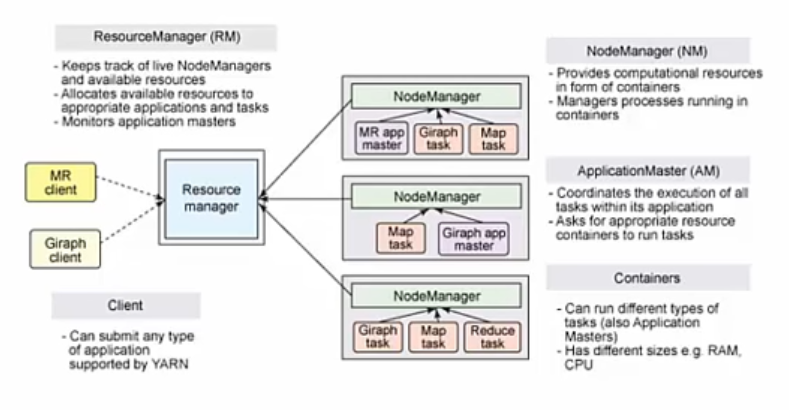 ResourceManager (RM)
- Keeps track of live NodeManagers
and available resources
- Allocates available resources to
appropriate applications and tasks
- Monitors application masters
MR
client
Giraph
client
Resource
manager
Client
- Can submit any type
of application
supported by YARN
NodeManager
MR app
master
Giraph
task
Map
task
NodeManager
Map
task
Giraph app
master
NodeManager
Giraph
task
Map
task
Reduce
task
NodeManager (NM)
- Provides computational resources
in form of containers
- Managers processes running in
containers
ApplicationMaster (AM)
- Coordinates the execution of all
tasks within its application
- Asks for appropriate resource
containers to run tasks
Containers
- Can run different types of
tasks (also Application
Masters)
- Has different sizes e.g. RAM,
CPU